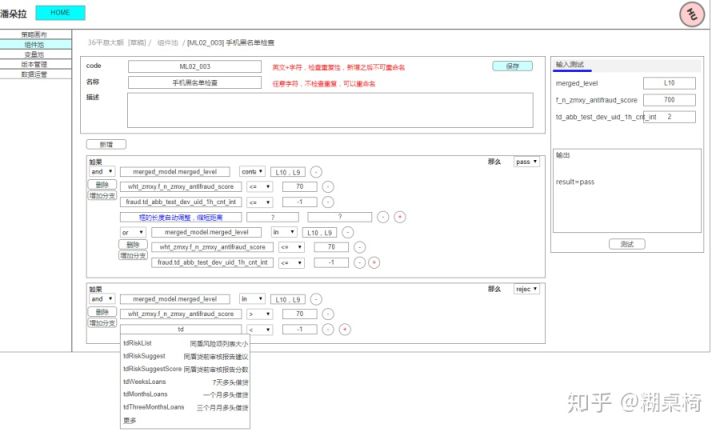 潘朵拉 HOME HU
策略画布
组件池
变量池
版本管理
数据运营
36千息大额 [草稿] / 组件池 / [ML02_003] 手机黑名单检查
code ML02_003 英文+字符，检查重复性，新增之后不可重命名 保存
名称 手机黑名单检查 任意字符，不检查重复，可以重命名
描述
新增
如果 那么 pass
and merged_model.merged_level conta L10 , L9 -
删除 wht_zmxy.f_n_zmxy_antifraud_score <= 70 -
增加分支 fraud.td_abb_test_dev_uid_1h_cnt_int <= -1 -
框的长度自动调整，缩短距离 ? ? - +
or merged_model.merged_level in L10 , L9 -
删除 wht_zmxy.f_n_zmxy_antifraud_score <= 70 -
增加分支 fraud.td_abb_test_dev_uid_1h_cnt_int <= -1 - +
如果 那么 rejec
and merged_model.merged_level in L10 , L9 -
删除 wht_zmxy.f_n_zmxy_antifraud_score > 70 -
增加分支 td < -1 - +
tdRiskList 同盾风险项列表大小
tdRiskSuggest 同盾贷前审核报告建议
tdRiskSuggestScore 同盾贷前审核报告分数
tdWeeksLoans 7天多头借贷
tdMonthsLoans 一个月多头借贷
tdThreeMonthsLoans 三个月月多头借贷
更多
输入测试
merged_level L10
f_n_zmxy_antifraud_score 700
td_abb_test_dev_uid_1h_cnt_int 2
输出
result=pass
测试
知乎 @糊桌椅